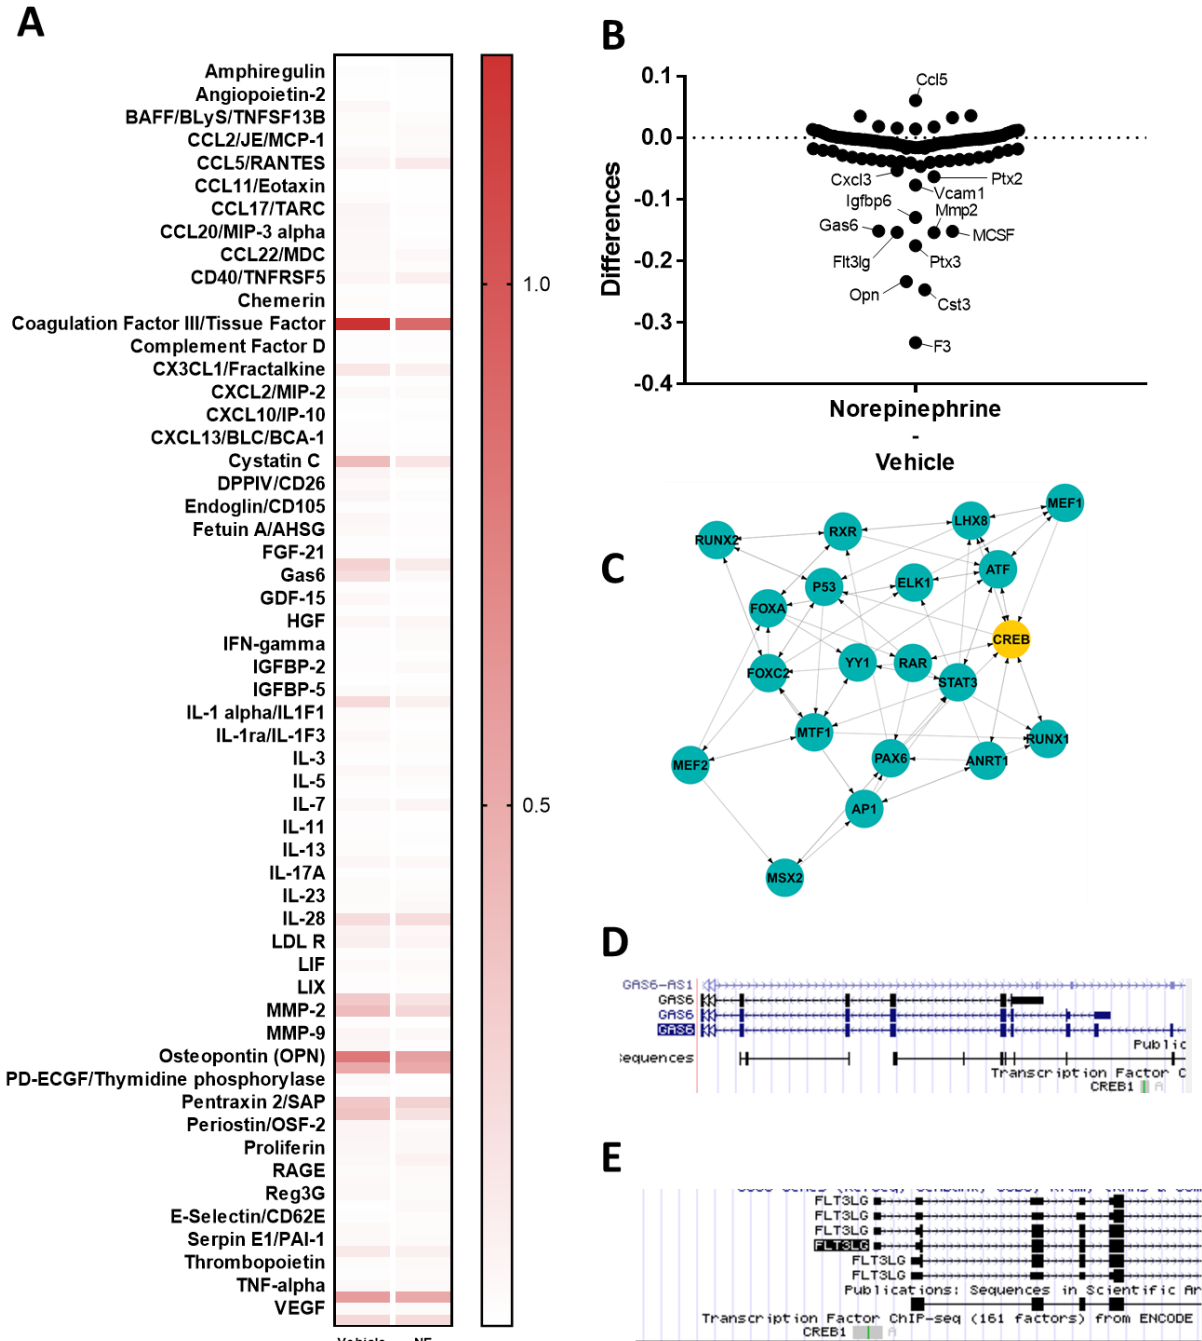 A
Amphiregulin
Angiopoietin-2
BAFF/BLyS/TNFSF13B
CCL2/JE/MCP-1
CCL5/RANTES
CCL11/Eotaxin
CCL17/TARC
CCL20/MIP-3 alpha
CCL22/MDC
CD40/TNFRSF5
Chemerin
Coagulation Factor III/Tissue Factor
Complement Factor D
CX3CL1/Fractalkine
CXCL2/MIP-2
CXCL10/IP-10
CXCL13/BLC/BCA-1
Cystatin C
DPPIV/CD26
Endoglin/CD105
Fetuin A/AHSG
FGF-21
Gas6
GDF-15
HGF
IFN-gamma
IGFBP-2
IGFBP-5
IL-1 alpha/IL1F1
IL-1ra/IL-1F3
IL-3
IL-5
IL-7
IL-11
IL-13
IL-17A
IL-23
IL-28
LDL R
LIF
LIX
MMP-2
MMP-9
Osteopontin (OPN)
PD-ECGF/Thymidine phosphorylase
Pentraxin 2/SAP
Periostin/OSF-2
Proliferin
RAGE
Reg3G
E-Selectin/CD62E
Serpin E1/PAI-1
Thrombopoietin
TNF-alpha
VEGF
Vehicle NE
1.0
0.5
B
Differences
0.1
0.0
-0.1
-0.2
-0.3
-0.4
Ccl5
Cxcl3
Ptx2
Vcam1
Igfbp6
Mmp2
Gas6
MCSF
Flt3lg
Ptx3
Opn
Cst3
F3
Norepinephrine
-
Vehicle
C
MEF1
LHX8
RXR
RUNX2
ATF
ELK1
P53
FOXA
CREB
YY1
RAR
FOXC2
STAT3
MTF1
RUNX1
PAX6
ANRT1
MEF2
AP1
MSX2
D
GAS6-AS1
GAS6
GAS6
GAS6
Public
Sequences
Transcription Factor C
CREB1 A
E
FLT3LG
FLT3LG
FLT3LG
FLT3LG
FLT3LG
FLT3LG
Publications: Sequences in Scientific Ar
Transcription Factor ChIP-seq (161 factors) from ENCODE
CREB1 A